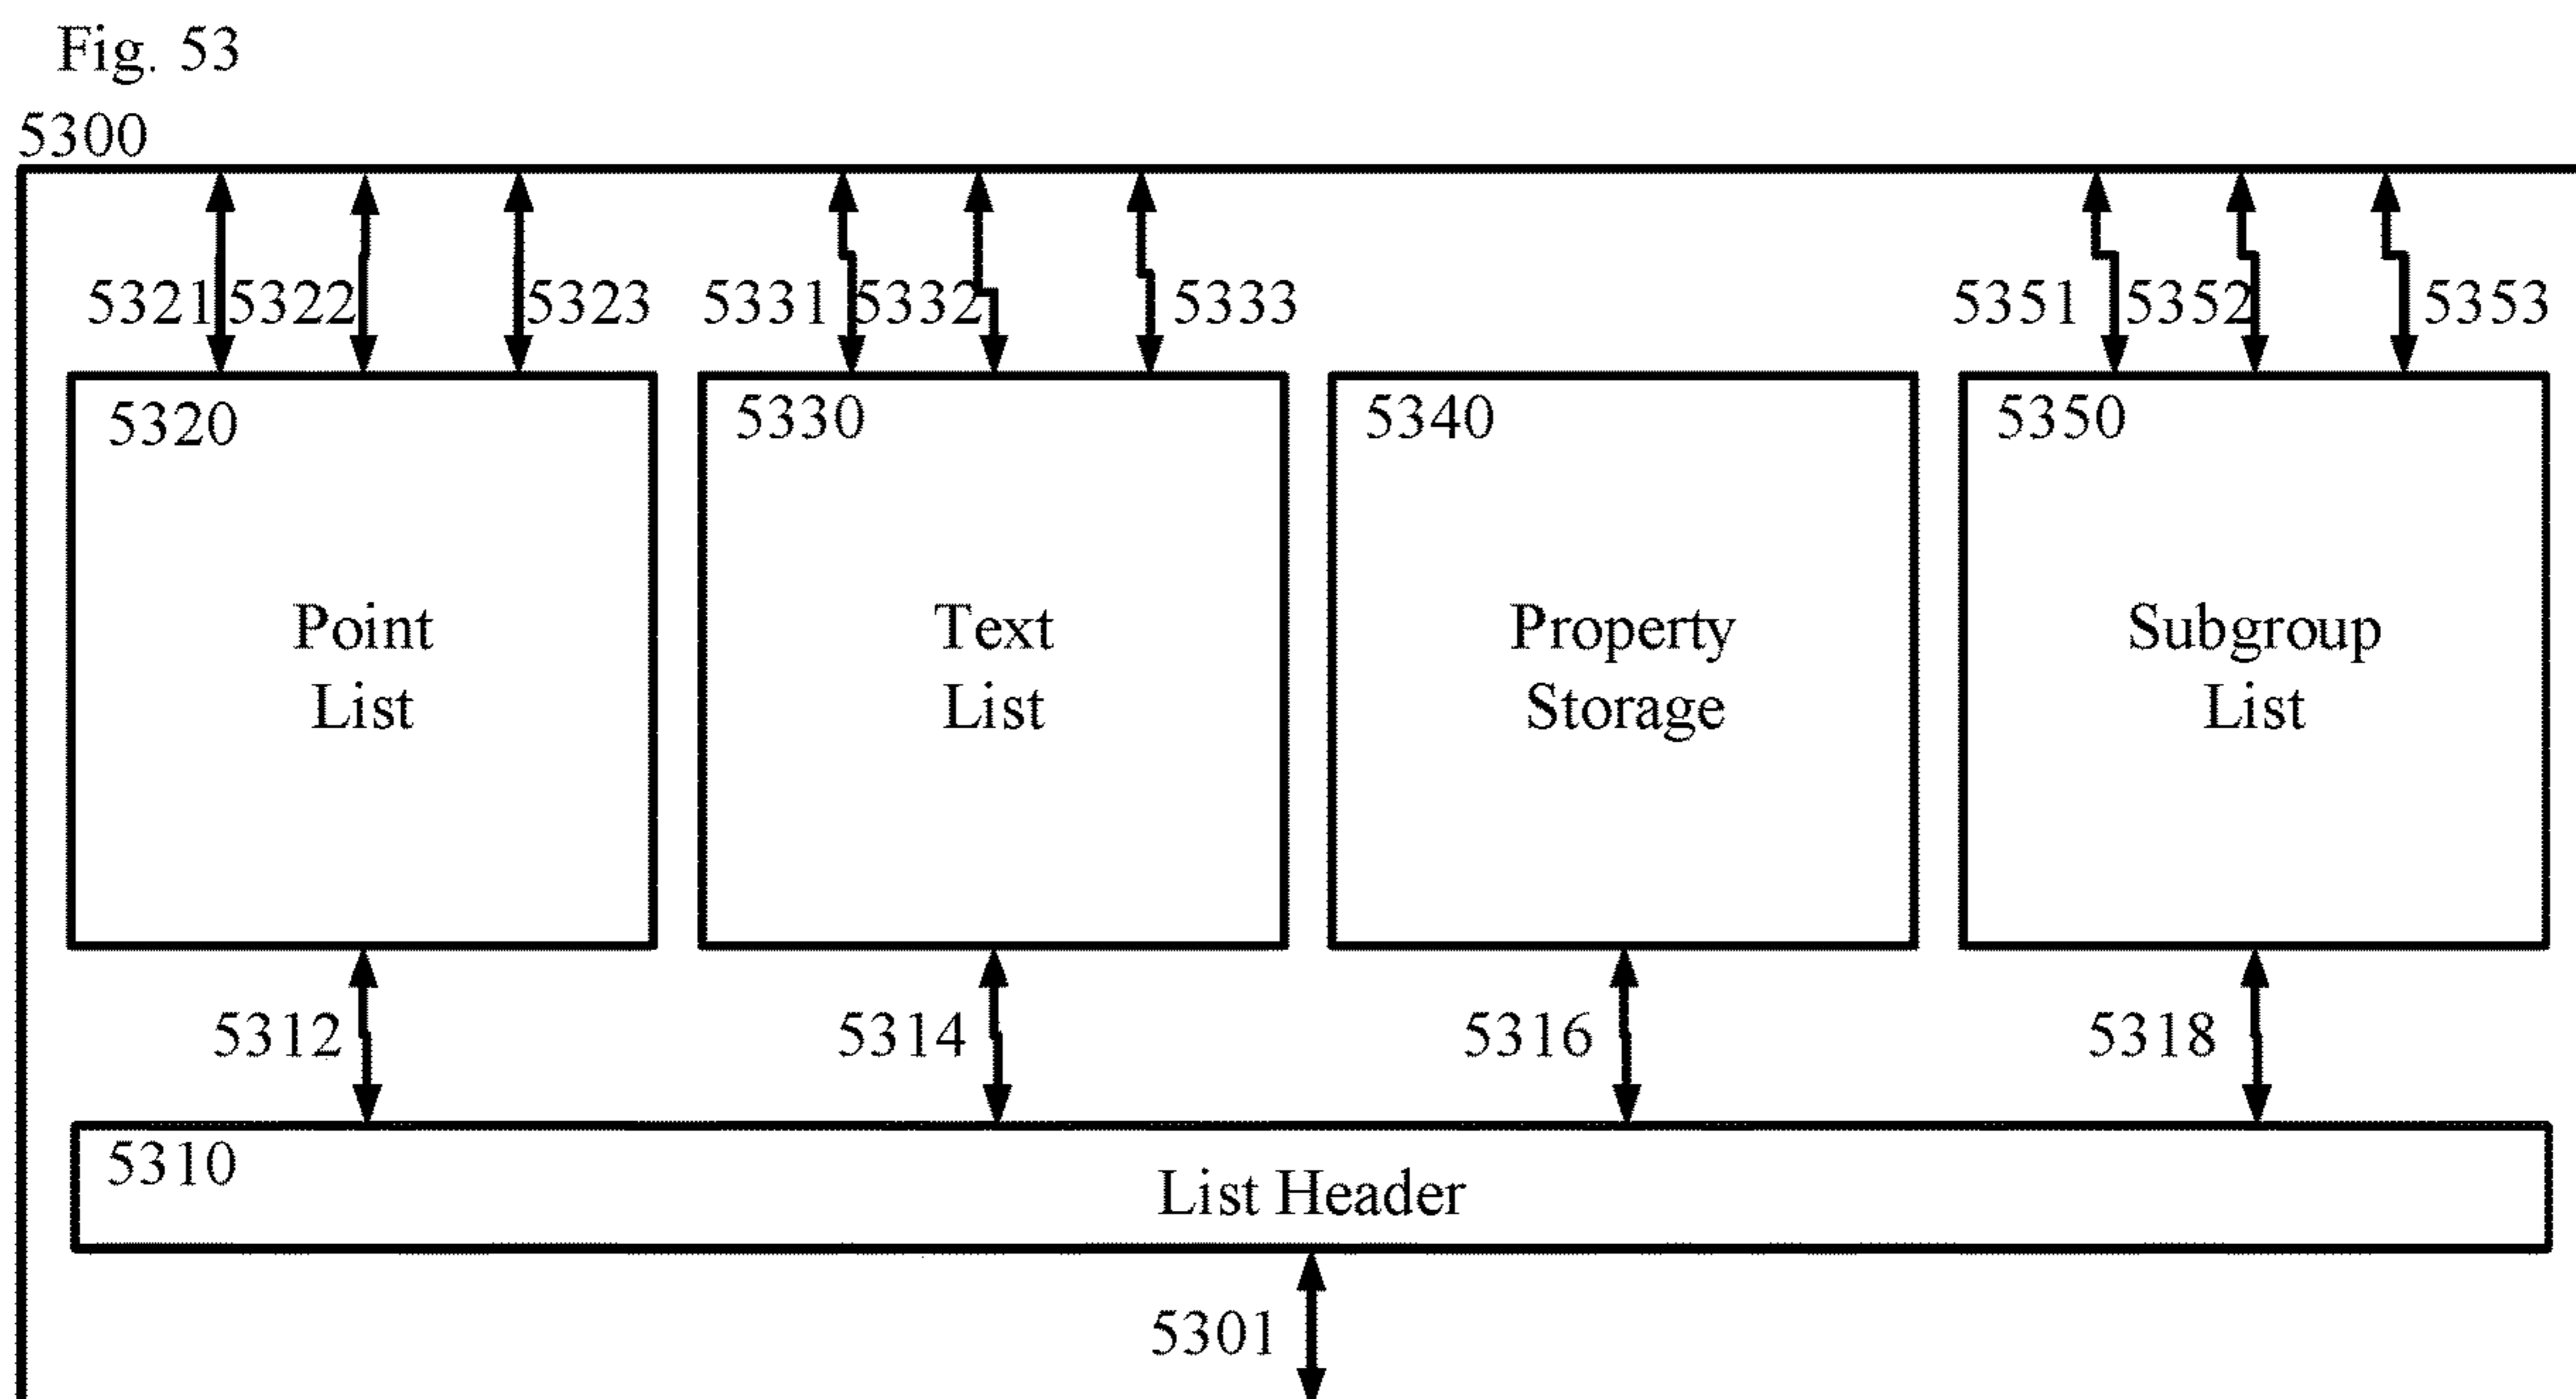 Fig. 53
5300
5321 5322 5323 5331 5332 5333 5351 5352 5353
5320 5330 5340 5350
Point List
Text List
Property Storage
Subgroup List
5312 5314 5316 5318
5310
List Header
5301